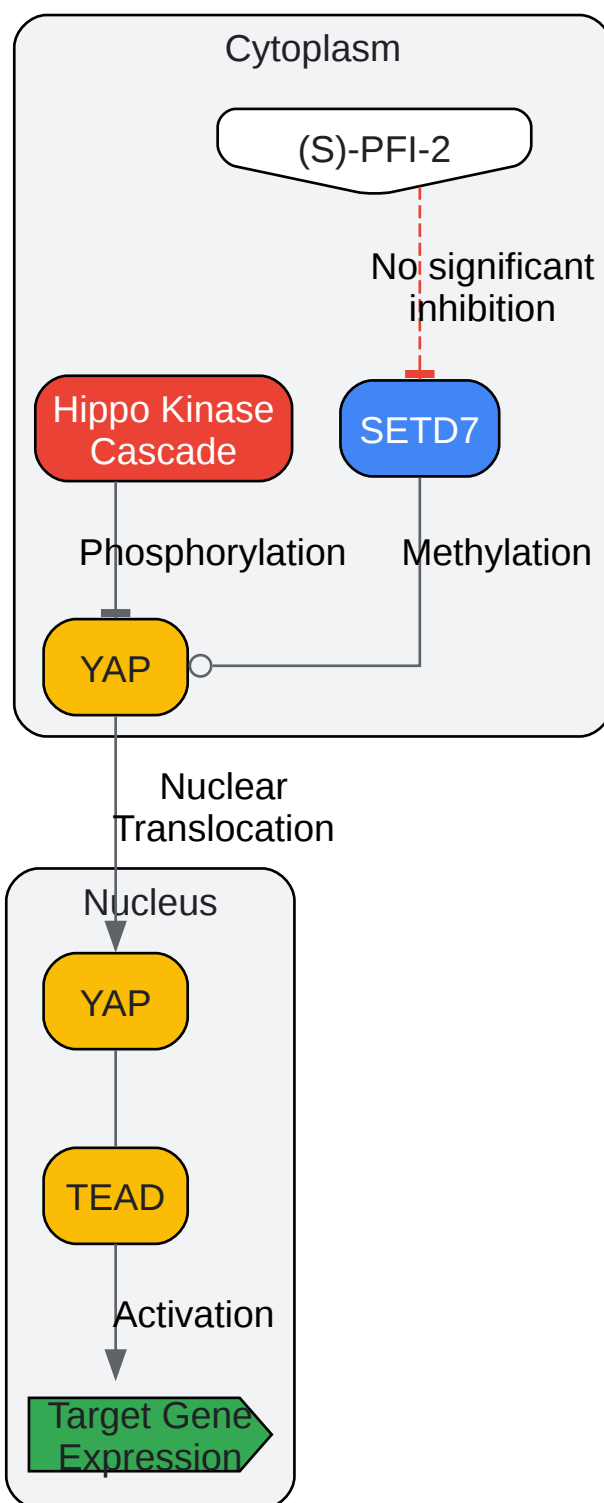 Cytoplasm
(S)-PFI-2
No significant
inhibition
Hippo Kinase
Cascade
SETD7
Phosphorylation
Methylation
YAP
Nuclear
Translocation
Nucleus
YAP
TEAD
Activation
Target Gene
Expression